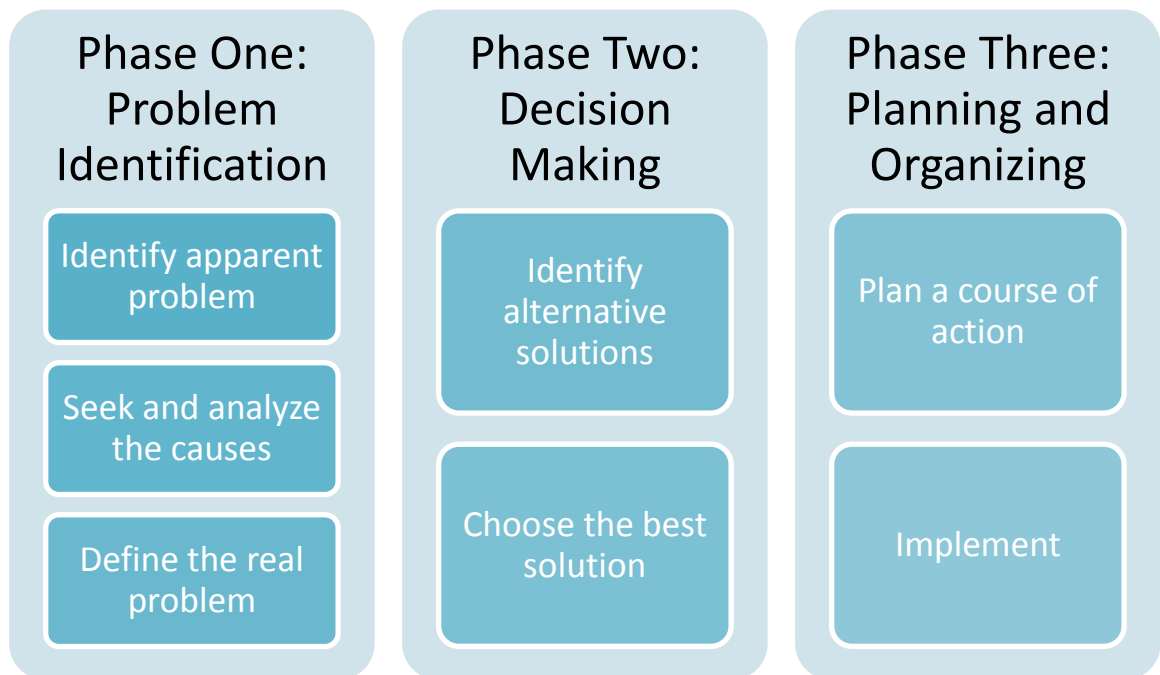 Phase One:
Problem
Identification
Identify apparent
problem
Seek and analyze
the causes
Define the real
problem
Phase Two:
Decision
Making
Identify
alternative
solutions
Choose the best
solution
Phase Three:
Planning and
Organizing
Plan a course of
action
Implement